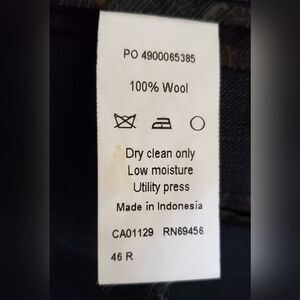 PO 4900065385
100% Wool
Dry clean only
Low moisture
Utility press
Made in Indonesia
CA01129 RN69456
46 R